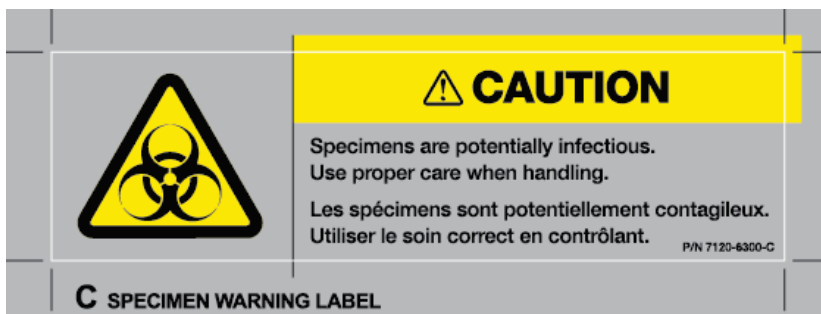 CAUTION
Specimens are potentially infectious.
Use proper care when handling.
Les spécimens sont potentiellement contagileux.
Utiliser le soin correct en contrôlant.
P/N 7120-6300-C
C SPECIMEN WARNING LABEL